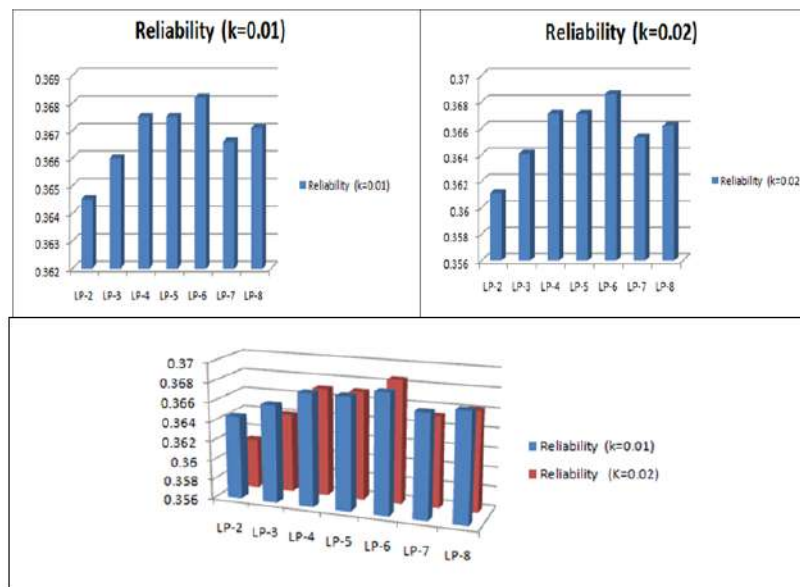 Reliability (k=0.01)
0.369
0.368
0.367
0.366
0.365
0.364
0.363
0.362
LP-2 LP-3 LP-4 LP-5 LP-6 LP-7 LP-8
Reliability (k=0.01)
Reliability (k=0.02)
0.37
0.368
0.366
0.364
0.362
0.36
0.358
0.356
LP-2 LP-3 LP-4 LP-5 LP-6 LP-7 LP-8
Reliability (k=0.02
0.37
0.368
0.366
0.364
0.362
0.36
0.358
0.356
LP-2 LP-3 LP-4 LP-5 LP-6 LP-7 LP-8
Reliability (k=0.01)
Reliability (K=0.02)